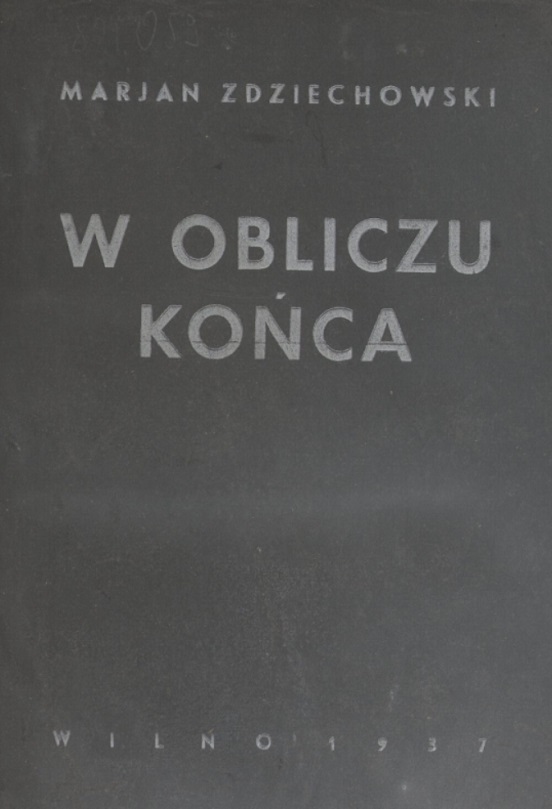 MARJAN ZDZIECHOWSKI
W OBLICZU
KOŃCA
WILNO 1937